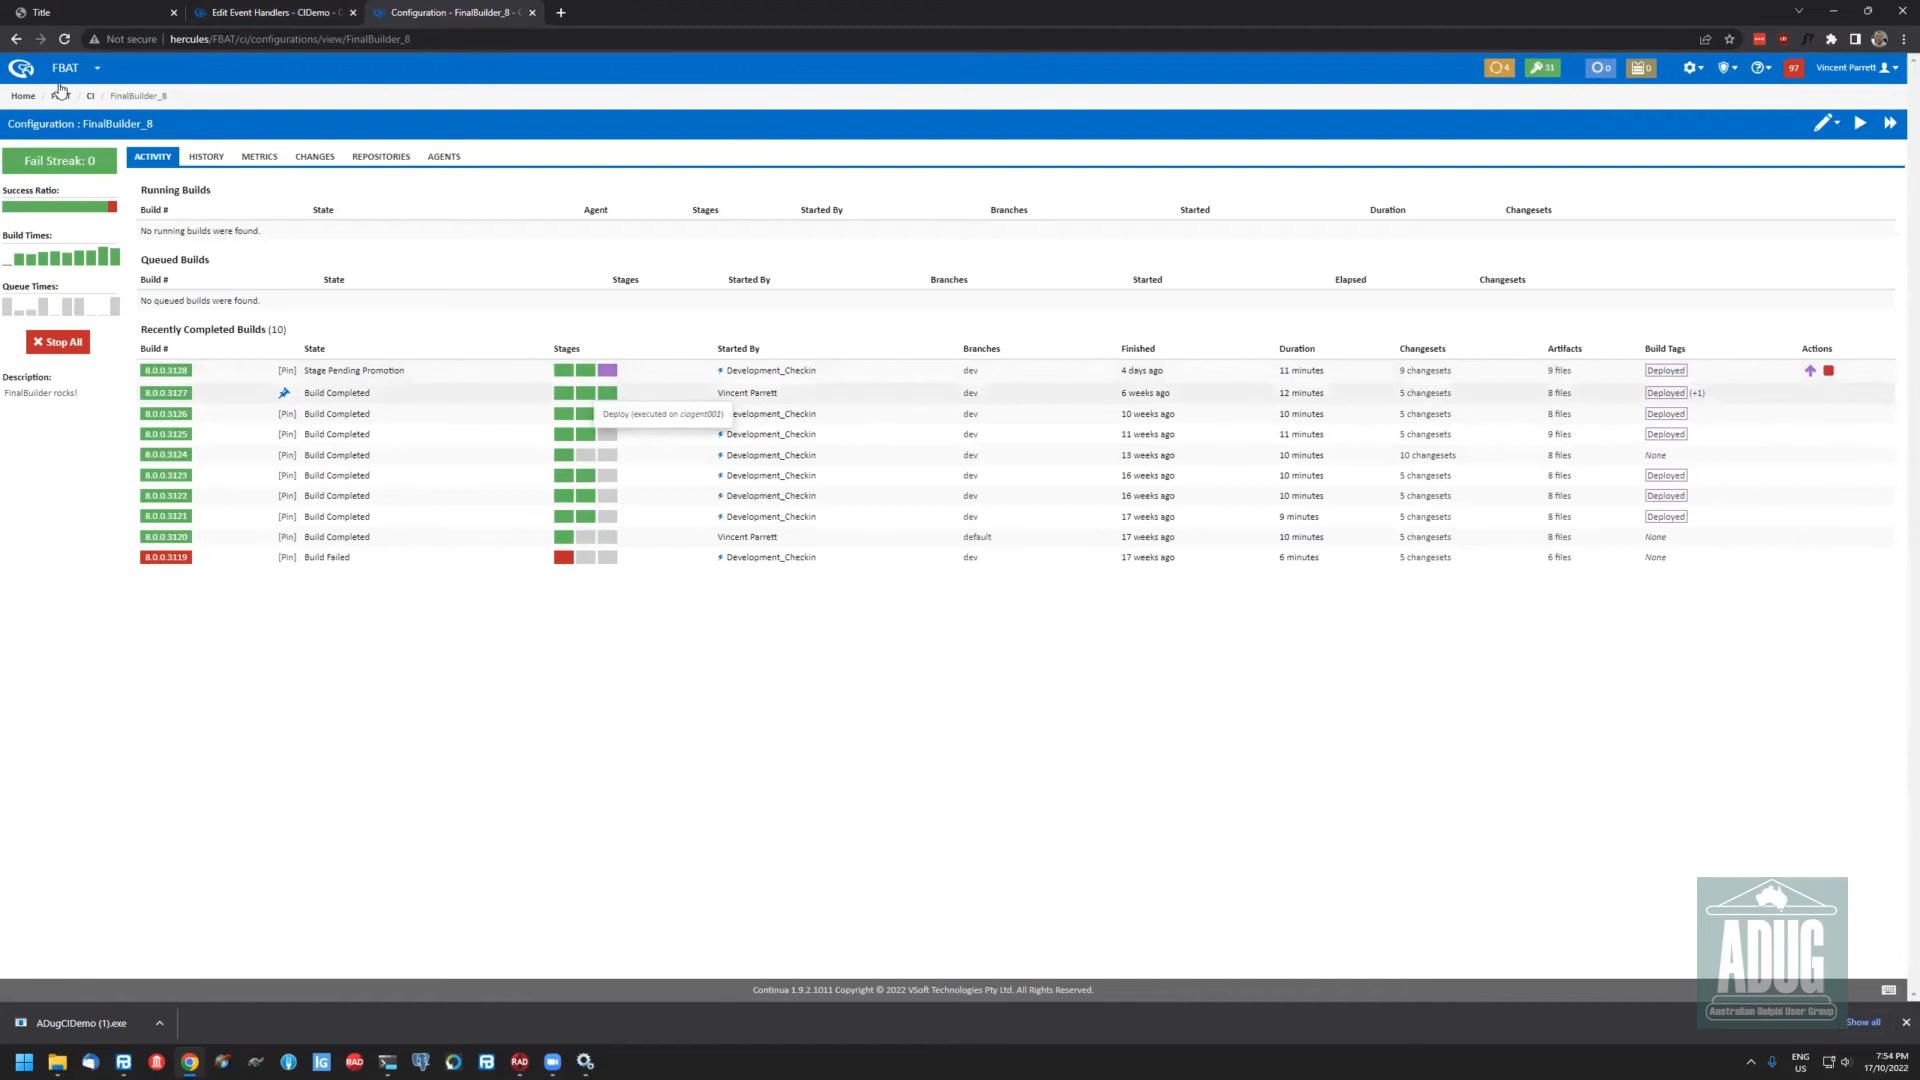 Title
Edit Event Handlers - CIDemo - C
Configuration - FinalBuilder_8 - C
Not secure
hercules/FBAT/ci/configurations/view/FinalBuilder_8
FBAT
4
31
0
0
97
Vincent Parrett
Home / FBAT / CI / FinalBuilder_8
Configuration : FinalBuilder_8
Fail Streak: 0
Success Ratio:
Build Times:
Queue Times:
Stop All
Description:
FinalBuilder rocks!
ACTIVITY HISTORY METRICS CHANGES REPOSITORIES AGENTS
Running Builds
Build # State Agent Stages Started By Branches Started Duration Changesets
No running builds were found.
Queued Builds
Build # State Stages Started By Branches Started Elapsed Changesets
No queued builds were found.
Recently Completed Builds (10)
Build # State Stages Started By Branches Finished Duration Changesets Artifacts Build Tags Actions
8.0.0.3128 [Pin] Stage Pending Promotion Development_Checkin dev 4 days ago 11 minutes 9 changesets 9 files Deployed
8.0.0.3127 Build Completed Vincent Parrett dev 6 weeks ago 12 minutes 5 changesets 8 files Deployed (+1)
8.0.0.3126 [Pin] Build Completed Deploy (executed on ciagent001) evelopment_Checkin dev 10 weeks ago 10 minutes 5 changesets 8 files Deployed
8.0.0.3125 [Pin] Build Completed Development_Checkin dev 11 weeks ago 11 minutes 5 changesets 9 files Deployed
8.0.0.3124 [Pin] Build Completed Development_Checkin dev 13 weeks ago 10 minutes 10 changesets 8 files None
8.0.0.3123 [Pin] Build Completed Development_Checkin dev 16 weeks ago 10 minutes 5 changesets 8 files Deployed
8.0.0.3122 [Pin] Build Completed Development_Checkin dev 16 weeks ago 10 minutes 5 changesets 8 files Deployed
8.0.0.3121 [Pin] Build Completed Development_Checkin dev 17 weeks ago 9 minutes 5 changesets 8 files Deployed
8.0.0.3120 [Pin] Build Completed Vincent Parrett default 17 weeks ago 10 minutes 5 changesets 8 files None
8.0.0.3119 [Pin] Build Failed Development_Checkin dev 17 weeks ago 6 minutes 5 changesets 6 files None
ADUG
Australian Delphi User Group
Continua 1.9.2.1011 Copyright © 2022 VSoft Technologies Pty Ltd. All Rights Reserved.
ADugCIDemo (1).exe
Show all
IG
RAD
RAD
ENG
US
7:54 PM
17/10/2022